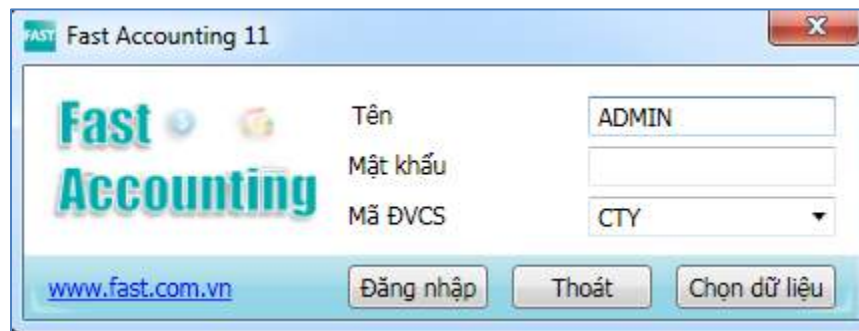 FAST Fast Accounting 11
Fast
Accounting
Tên ADMIN
Mật khẩu
Mã ĐVCS CTY
www.fast.com.vn Đăng nhập Thoát Chọn dữ liệu